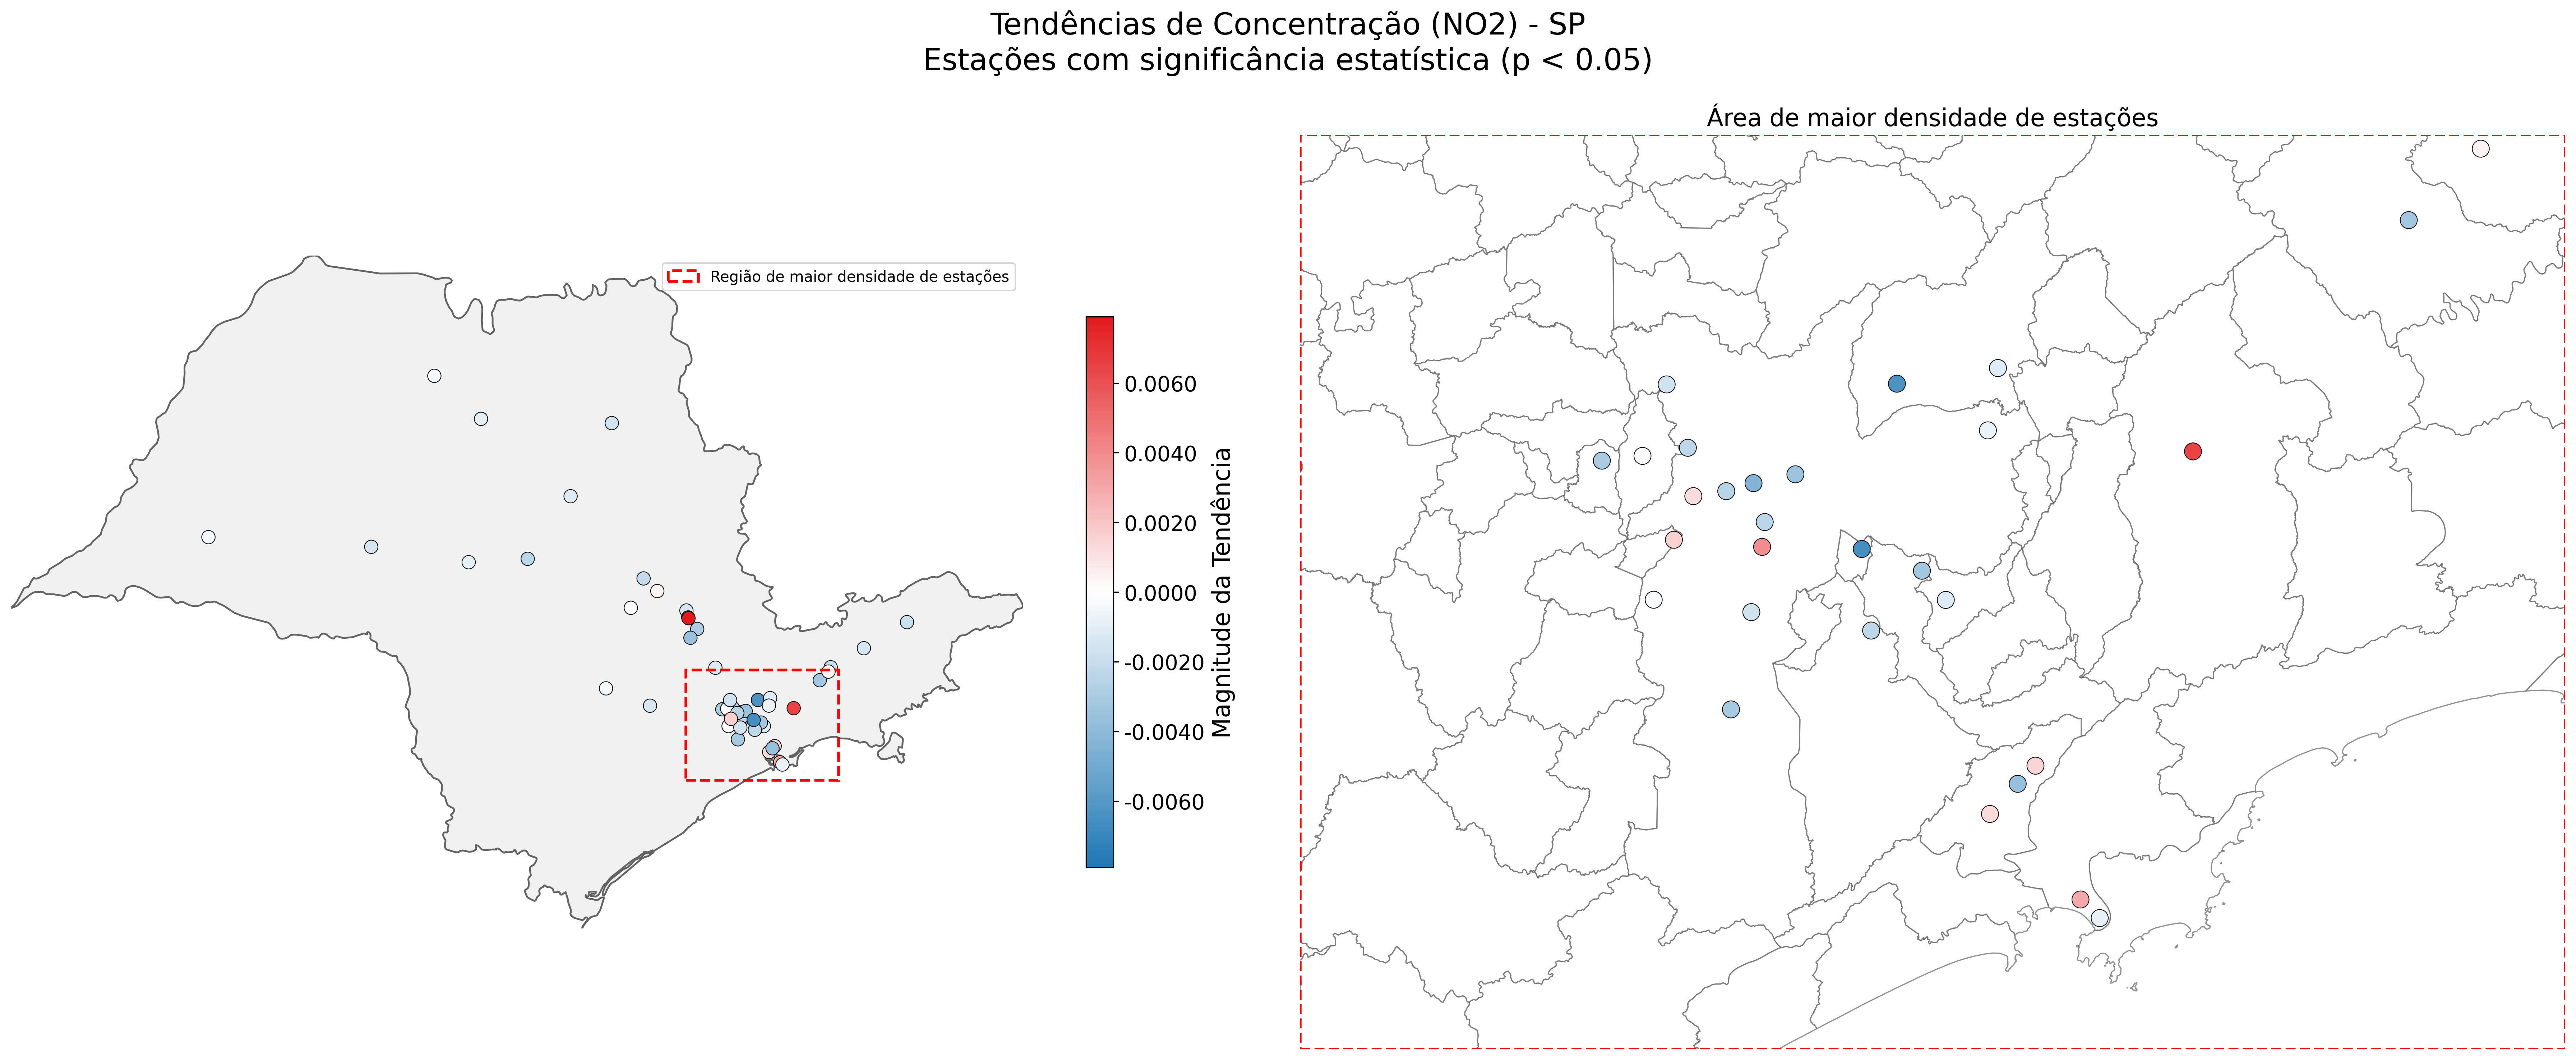 Tendências de Concentração (NO2) - SP
Estações com significância estatística (p < 0.05)
Área de maior densidade de estações
Região de maior densidade de estações
0.0060
0.0040
0.0020
0.0000
-0.0020
-0.0040
-0.0060
Magnitude da Tendência